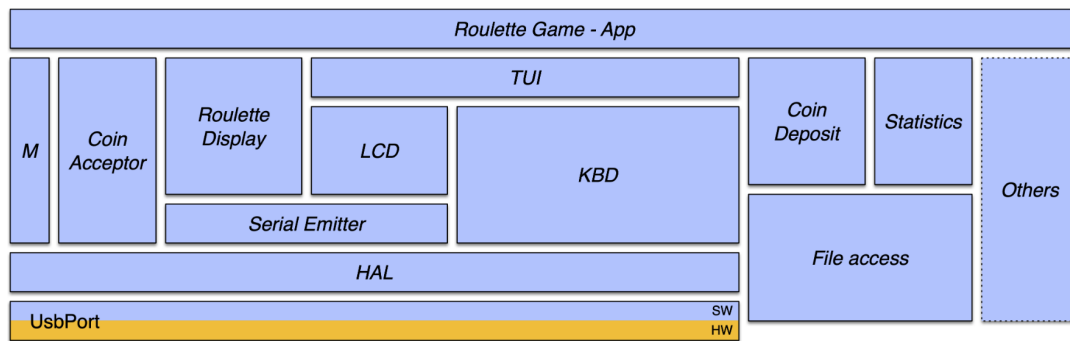 Roulette Game - App
M
Coin
Acceptor
Roulette
Display
TUI
LCD
KBD
Serial Emitter
Coin
Deposit
Statistics
Others
File access
HAL
UsbPort
SW
HW